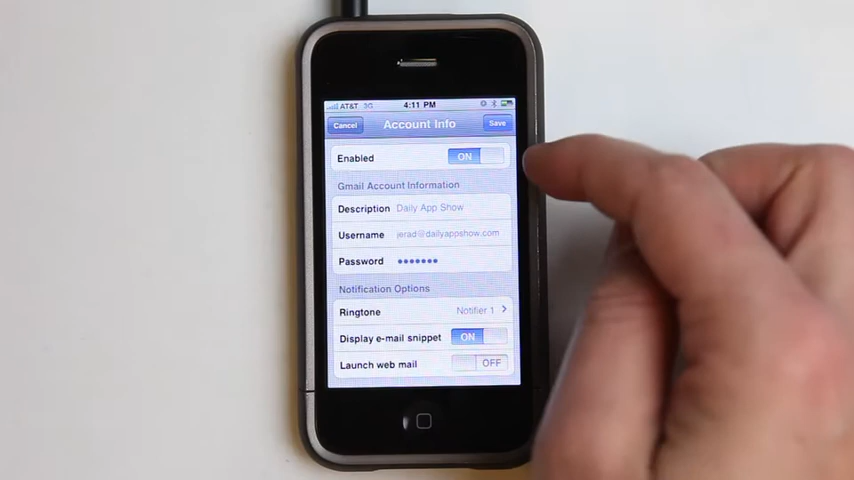 AT&T 3G 4:11 PM
Cancel Account Info Save
Enabled ON
Gmail Account Information
Description Daily App Show
Username jerad@dailyappshow.com
Password •••••••
Notification Options
Ringtone Notifier 1 >
Display e-mail snippet ON
Launch web mail OFF